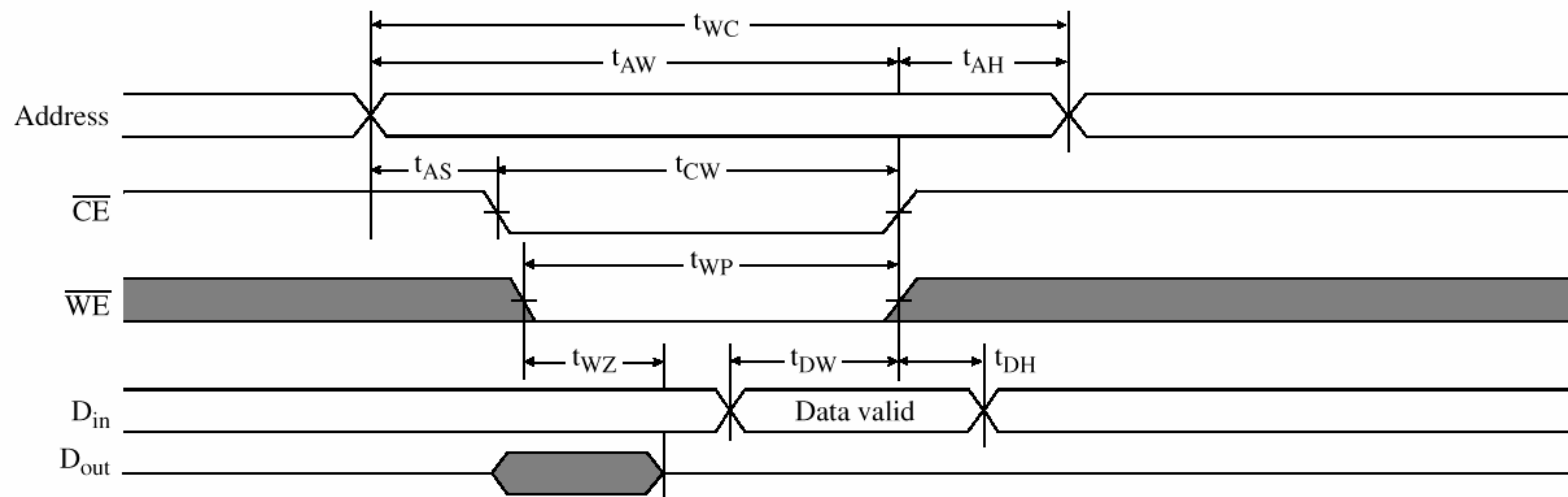 tWC
tAW tAH
Address
tAS tCW
CE
tWP
WE
tWZ tDW tDH
Din Data valid
Dout